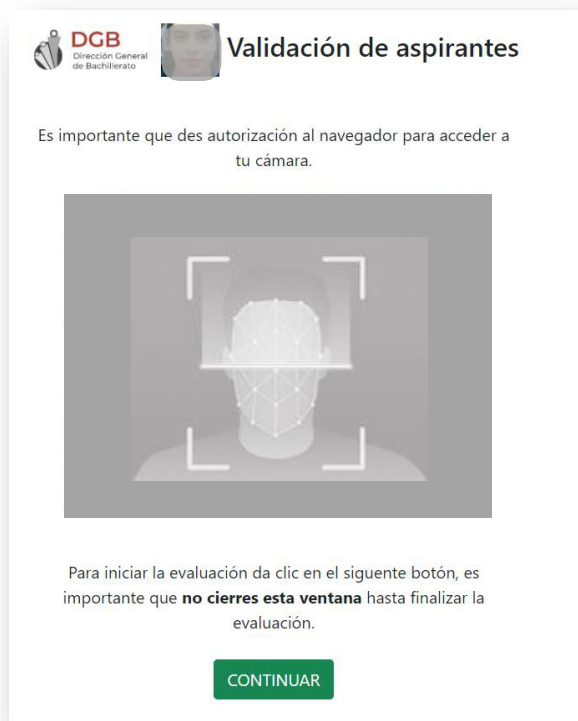 DGB
Dirección General
de Bachillerato
Validación de aspirantes
Es importante que des autorización al navegador para acceder a
tu cámara.
Para iniciar la evaluación da clic en el siguente botón, es
importante que no cierres esta ventana hasta finalizar la
evaluación.
CONTINUAR